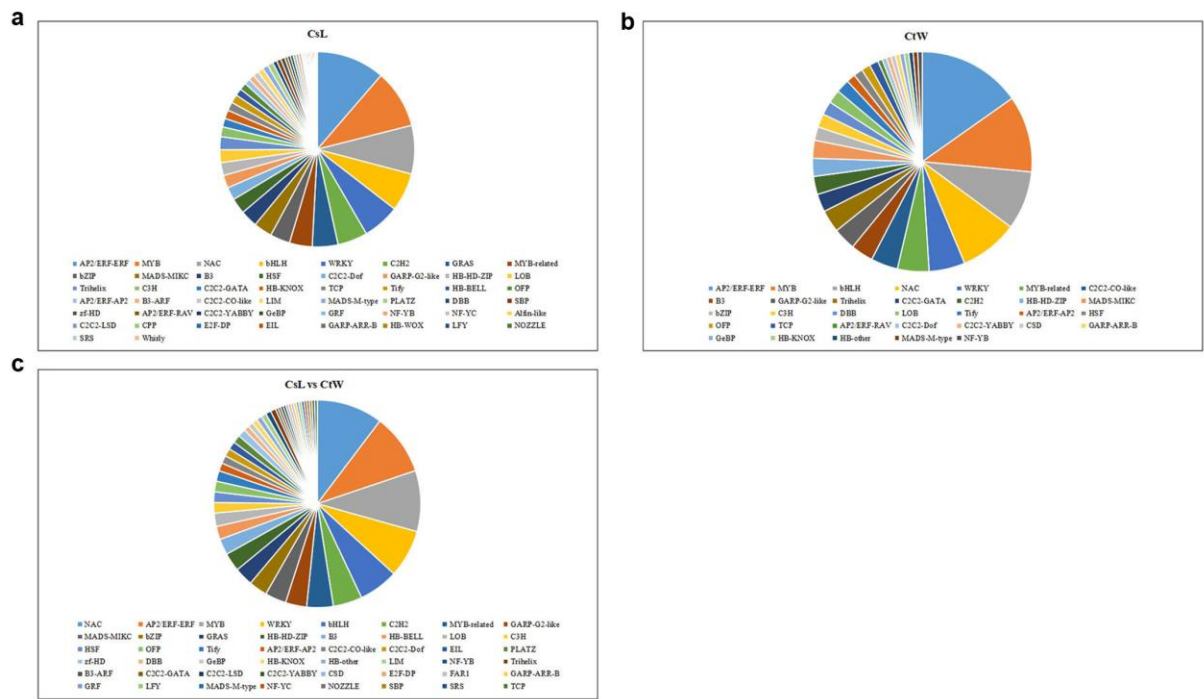 a
CsL
AP2/ERF-ERF MYB NAC bHLH WRKY C2H2 GRAS MYB-related
bZIP MADS-MIKC B3 HSF C2C2-Dof GARP-G2-like HB-HD-ZIP LOB
Trihelix C3H C2C2-GATA HB-KNOX TCP Tify HB-BELL OFP
AP2/ERF-AP2 B3-ARF C2C2-CO-like LIM MADS-M-type PLATZ DBB SBP
zf-HD AP2/ERF-RAV C2C2-YABBY GeBP GRF NF-YB NF-YC Alfin-like
C2C2-LSD CPP E2F-DP EIL GARP-ARR-B HB-WOX LFY NOZZLE
SRS Whirly
b
CtW
AP2/ERF-ERF MYB bHLH NAC WRKY MYB-related C2C2-CO-like
B3 GARP-G2-like Trihelix C2C2-GATA C2H2 HB-HD-ZIP MADS-MIKC
bZIP C3H DBB LOB Tify AP2/ERF-AP2 HSF
OFP TCP AP2/ERF-RAV C2C2-Dof C2C2-YABBY CSD GARP-ARR-B
GeBP HB-KNOX HB-other MADS-M-type NF-YB
c
CsL vs CtW
NAC AP2/ERF-ERF MYB WRKY bHLH C2H2 MYB-related GARP-G2-like
MADS-MIKC bZIP GRAS HB-HD-ZIP B3 HB-BELL LOB C3H
HSF OFP Tify AP2/ERF-AP2 C2C2-CO-like C2C2-Dof EIL PLATZ
zf-HD DBB GeBP HB-KNOX HB-other LIM NF-YB Trihelix
B3-ARF C2C2-GATA C2C2-LSD C2C2-YABBY CSD E2F-DP FAR1 GARP-ARR-B
GRF LFY MADS-M-type NF-YC NOZZLE SBP SRS TCP